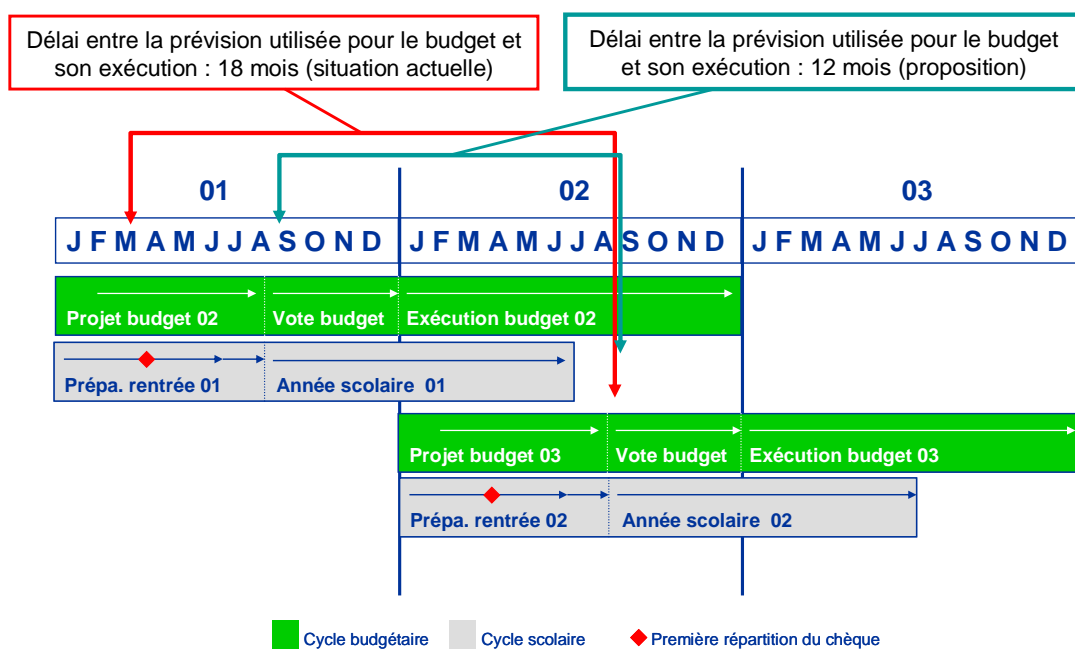 Délai entre la prévision utilisée pour le budget et
son exécution : 18 mois (situation actuelle)
Délai entre la prévision utilisée pour le budget
et son exécution : 12 mois (proposition)
01 02 03
J F M A M J J A S O N D J F M A M J J A S O N D J F M A M J J A S O N D
Projet budget 02 Vote budget Exécution budget 02
Prépa. rentrée 01 Année scolaire 01
Projet budget 03 Vote budget Exécution budget 03
Prépa. rentrée 02 Année scolaire 02
Cycle budgétaire Cycle scolaire Première répartition du chèque